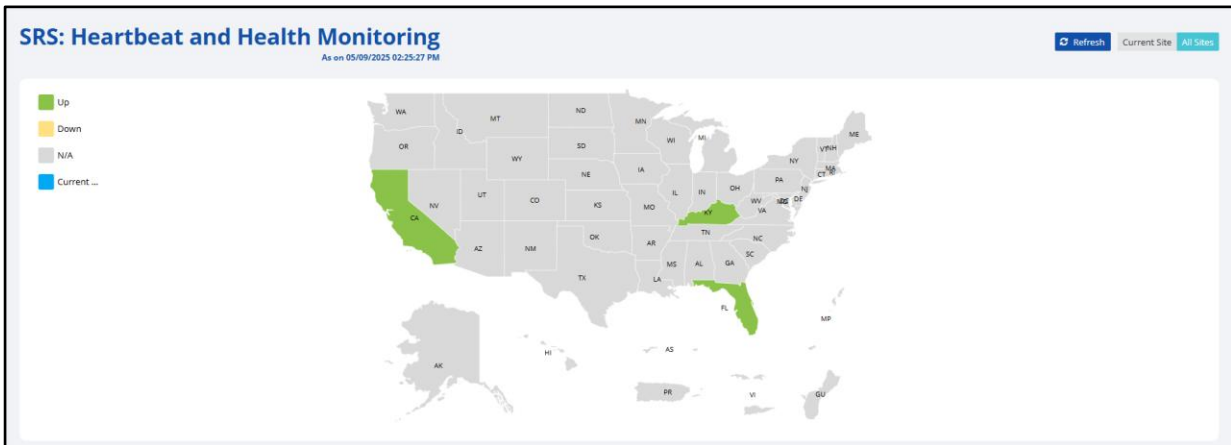 SRS: Heartbeat and Health Monitoring
As on 05/09/2025 02:25:27 PM
Refresh
Current Site
All Sites
Up
Down
N/A
Current ...
WA
MT
ND
MN
ME
ID
OR
SD
WI
MI
VT
NH
NY
WY
MA
RI
CT
IA
NE
PA
NJ
OH
IN
IL
NV
UT
CO
KS
MO
WV
DE
VA
KY
CA
OK
TN
NC
AZ
NM
AR
SC
MS
AL
GA
TX
LA
FL
MP
AS
HI
AK
PR
VI
GU